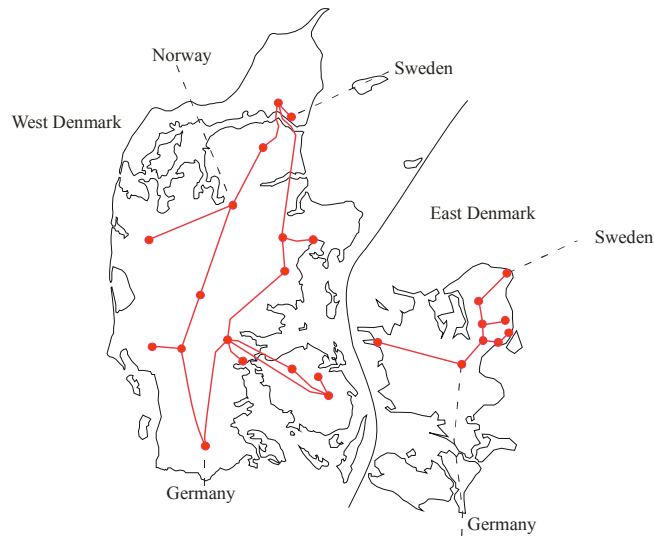 Norway
Sweden
West Denmark
East Denmark
Sweden
Germany
Germany